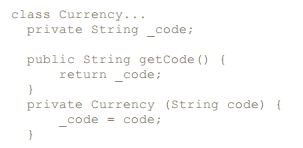 class Currency...
private String _code;
public String getCode() {
return _code;
}
private Currency (String code) {
_code = code;
}